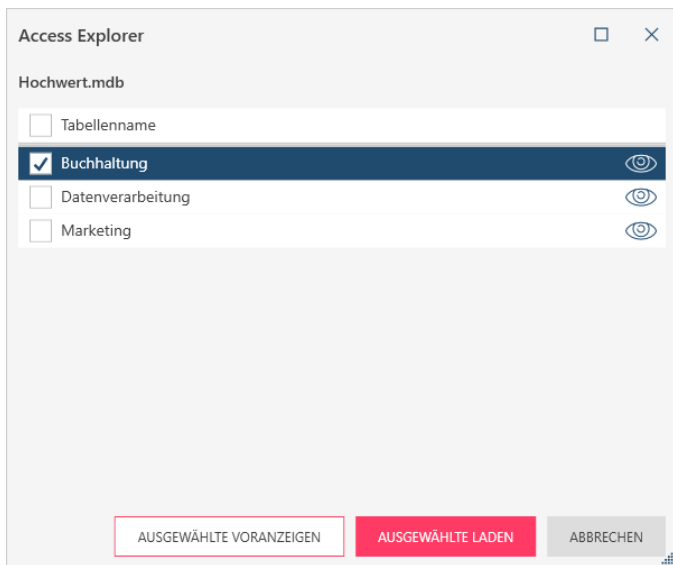 Access Explorer
Hochwert.mdb
Tabellenname
Buchhaltung
Datenverarbeitung
Marketing
AUSGEWÄHLTE VORANZEIGEN AUSGEWÄHLTE LADEN ABBRECHEN